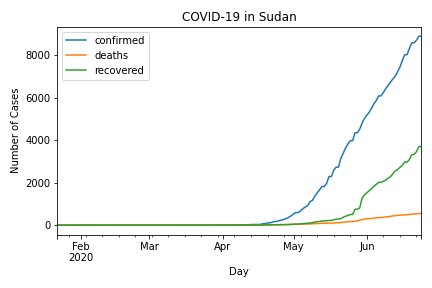 COVID-19 in Sudan
confirmed
deaths
recovered
Number of Cases
8000
6000
4000
2000
0
Feb Mar Apr May Jun
2020
Day